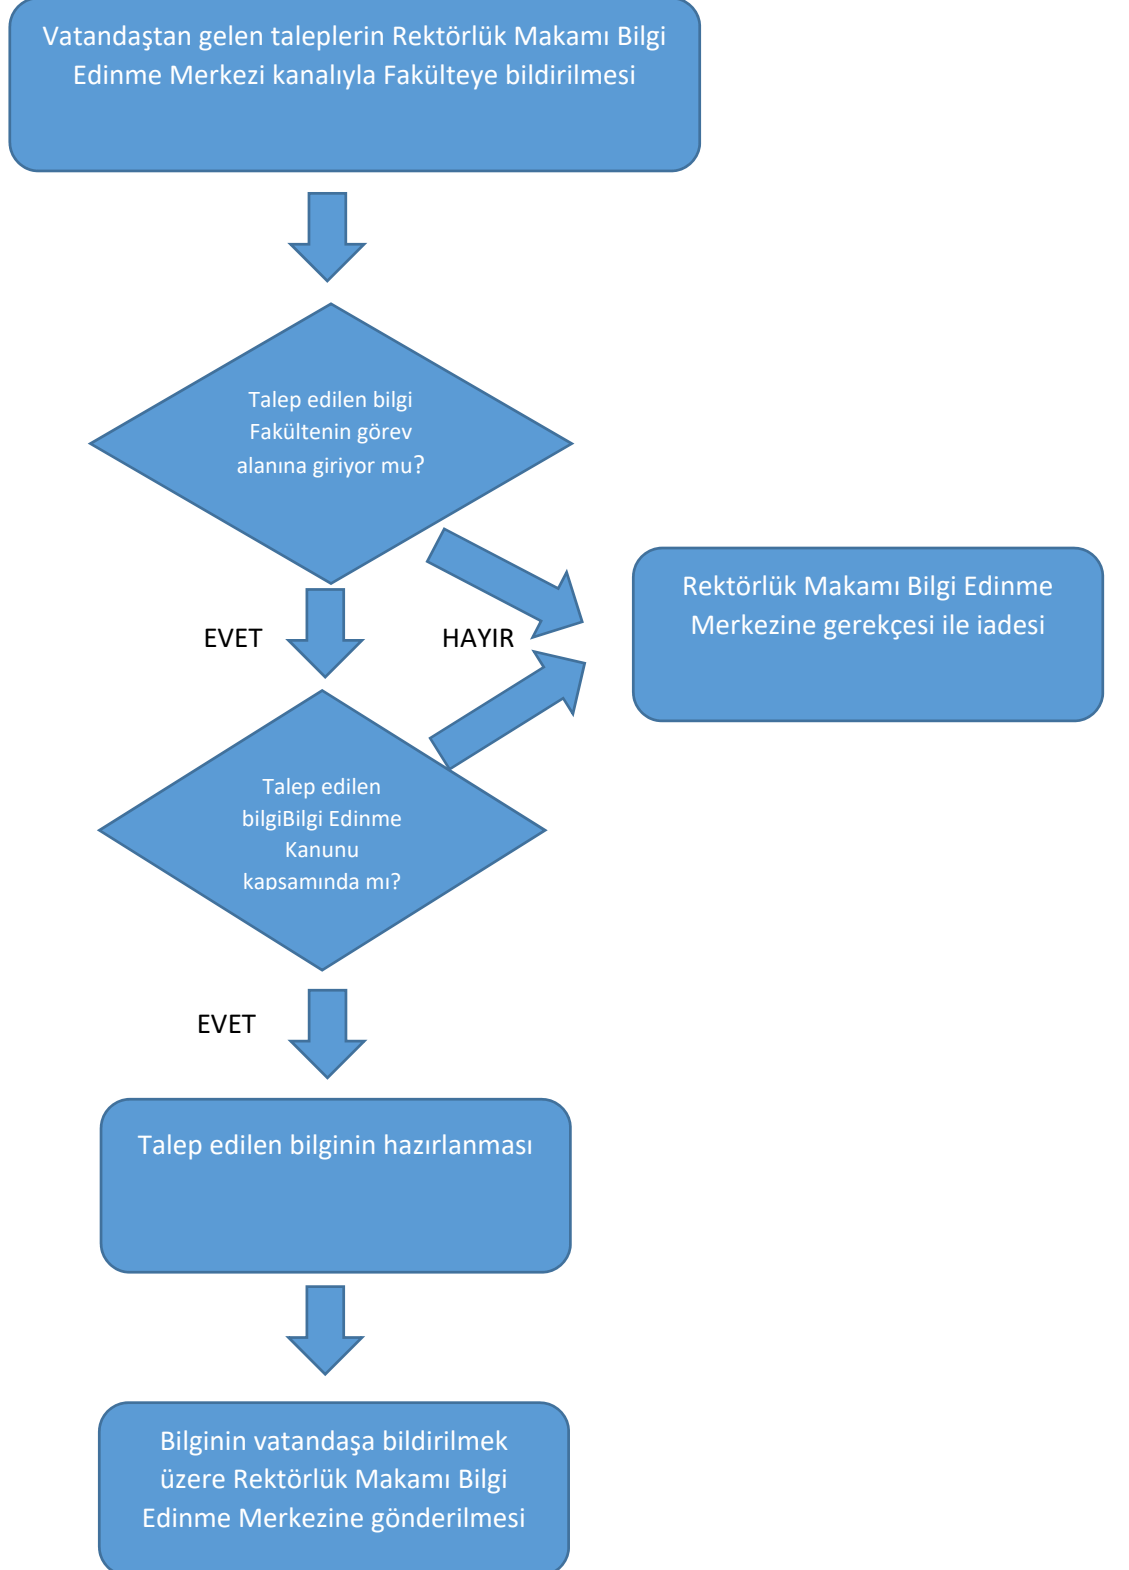 Vatandaştan gelen taleplerin Rektörlük Makamı Bilgi
Edinme Merkezi kanalıyla Fakülteye bildirilmesi
Talep edilen bilgi
Fakültenin görev
alanına giriyor mu?
Rektörlük Makamı Bilgi Edinme
Merkezine gerekçesi ile iadesi
EVET
HAYIR
Talep edilen
bilgiBilgi Edinme
Kanunu
kapsamında mı?
EVET
Talep edilen bilginin hazırlanması
Bilginin vatandaşa bildirilmek
üzere Rektörlük Makamı Bilgi
Edinme Merkezine gönderilmesi